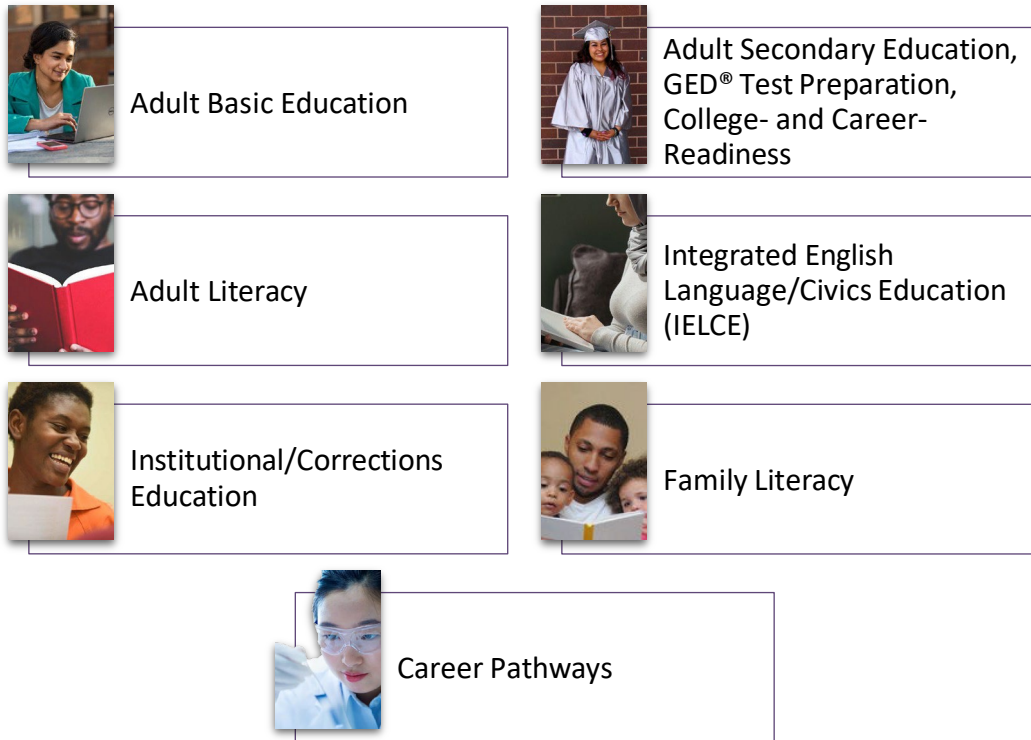 Adult Basic Education
Adult Secondary Education,
GED® Test Preparation,
College- and Career-
Readiness
Adult Literacy
Integrated English
Language/Civics Education
(IELCE)
Institutional/Corrections
Education
Family Literacy
Career Pathways